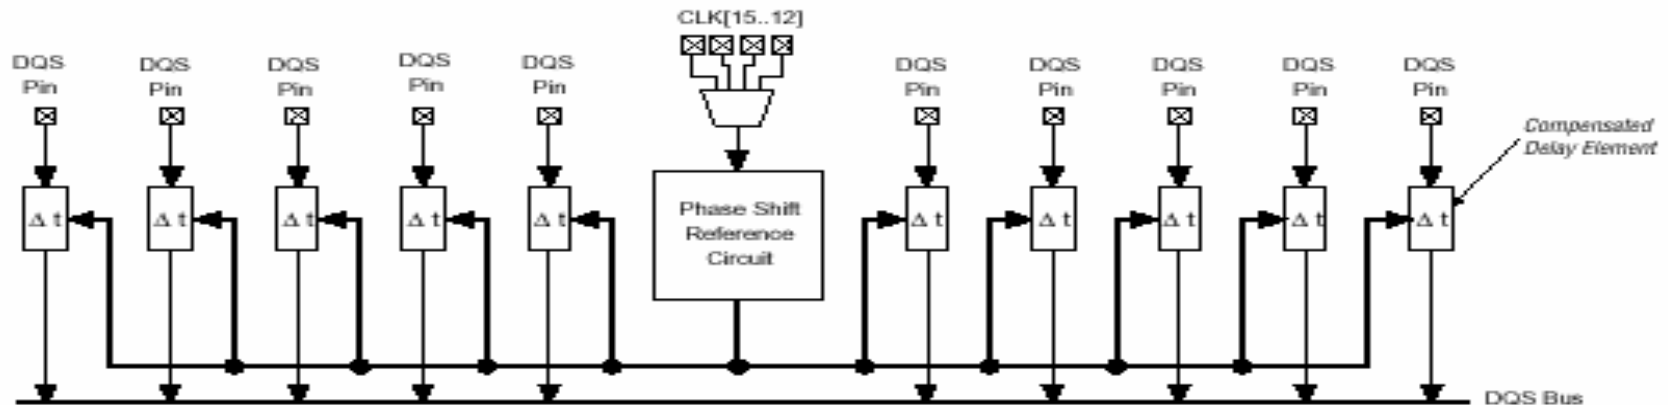 CLK[15..12]
DQS
Pin
DQS
Pin
DQS
Pin
DQS
Pin
DQS
Pin
DQS
Pin
DQS
Pin
DQS
Pin
DQS
Pin
DQS
Pin
Compensated
Delay Element
Δ t
Δ t
Δ t
Δ t
Δ t
Phase Shift
Reference
Circuit
Δ t
Δ t
Δ t
Δ t
Δ t
DQS Bus